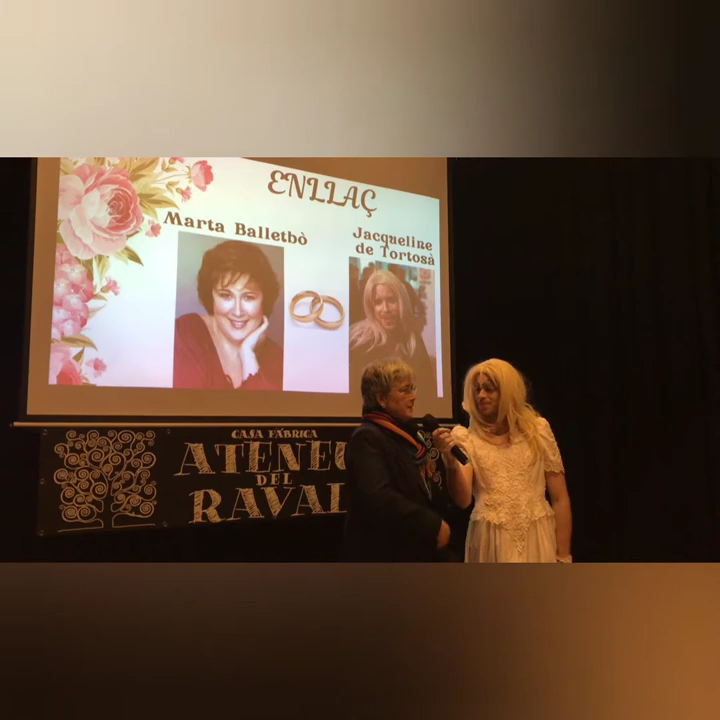 ENLLAÇ
Marta Balletbò
Jacqueline
de Tortosà
CASA FÀBRICA
ATENEU
DEL
RAVAL